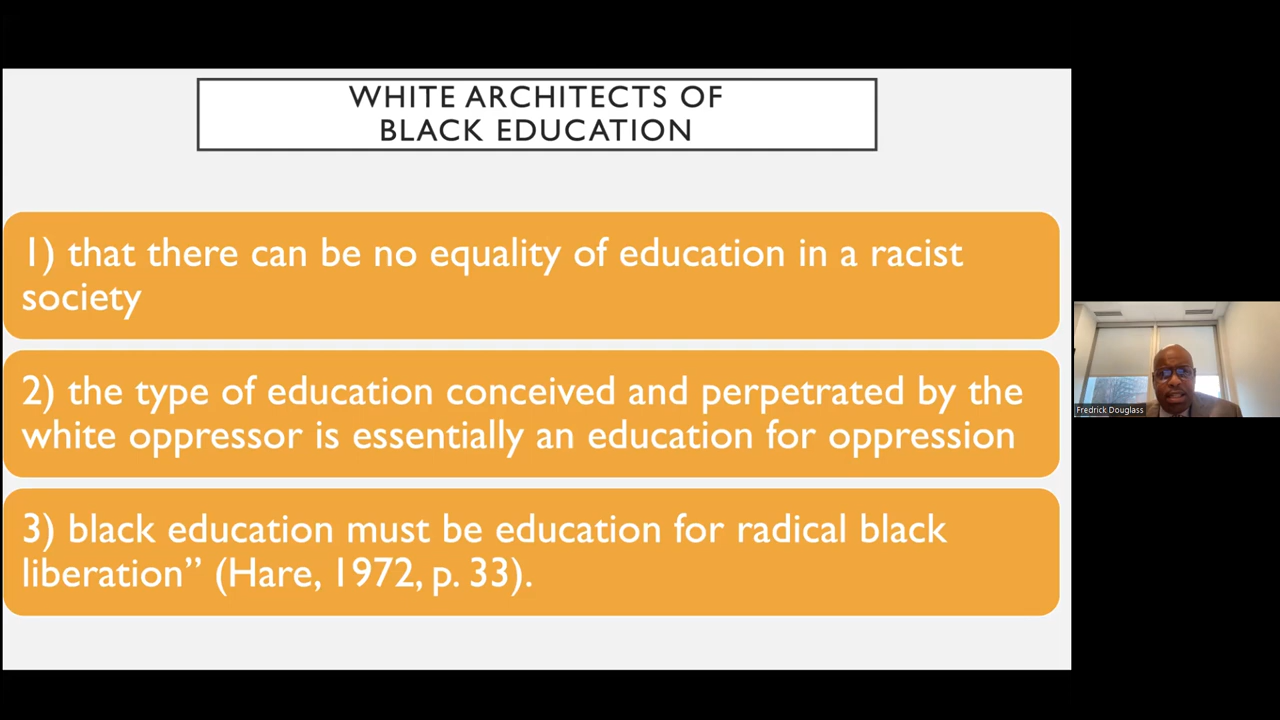 WHITE ARCHITECTS OF
BLACK EDUCATION
1) that there can be no equality of education in a racist
society
2) the type of education conceived and perpetrated by the
white oppressor is essentially an education for oppression
3) black education must be education for radical black
liberation” (Hare, 1972, p. 33).
Fredrick Douglass